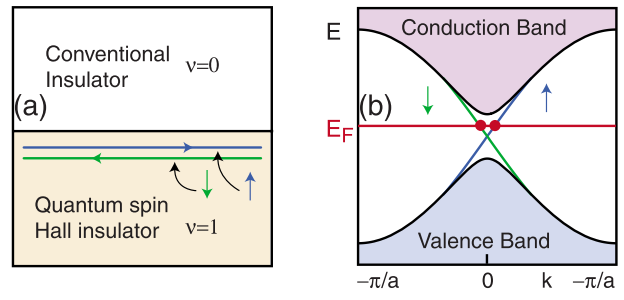 Conventional
Insulator ν=0
(a)
Quantum spin
Hall insulator ν=1
E
Conduction Band
(b)
E_F
Valence Band
−π/a 0 k −π/a